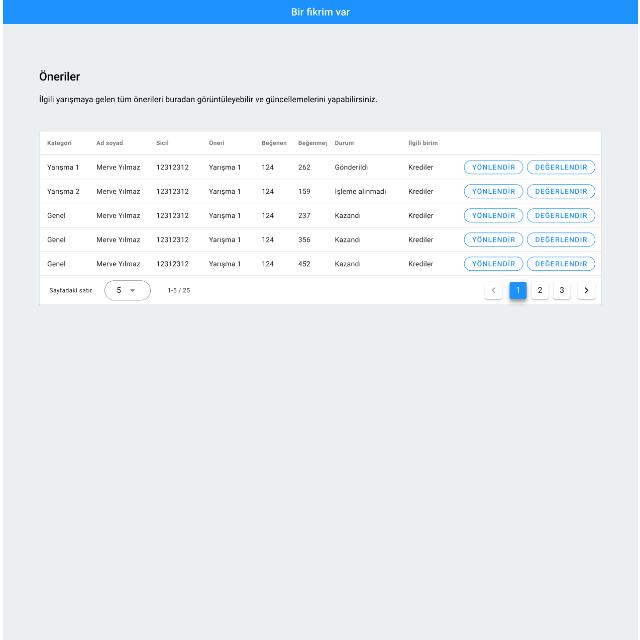 Bir fikrim var
Öneriler
İlgili yarışmaya gelen tüm önerileri buradan görüntüleyebilir ve güncellemelerini yapabilirsiniz.
Kategori Ad soyad Sicil Öneri Beğenen Beğenmey Durum İlgili birim
Yarışma 1 Merve Yılmaz 12312312 Yarışma 1 124 262 Gönderildi Krediler YÖNLENDİR DEĞERLENDİR
Yarışma 2 Merve Yılmaz 12312312 Yarışma 1 124 159 İşleme alınmadı Krediler YÖNLENDİR DEĞERLENDİR
Genel Merve Yılmaz 12312312 Yarışma 1 124 237 Kazandı Krediler YÖNLENDİR DEĞERLENDİR
Genel Merve Yılmaz 12312312 Yarışma 1 124 356 Kazandı Krediler YÖNLENDİR DEĞERLENDİR
Genel Merve Yılmaz 12312312 Yarışma 1 124 452 Kazandı Krediler YÖNLENDİR DEĞERLENDİR
Sayfadaki satır: 5 1-5 / 25 1 2 3